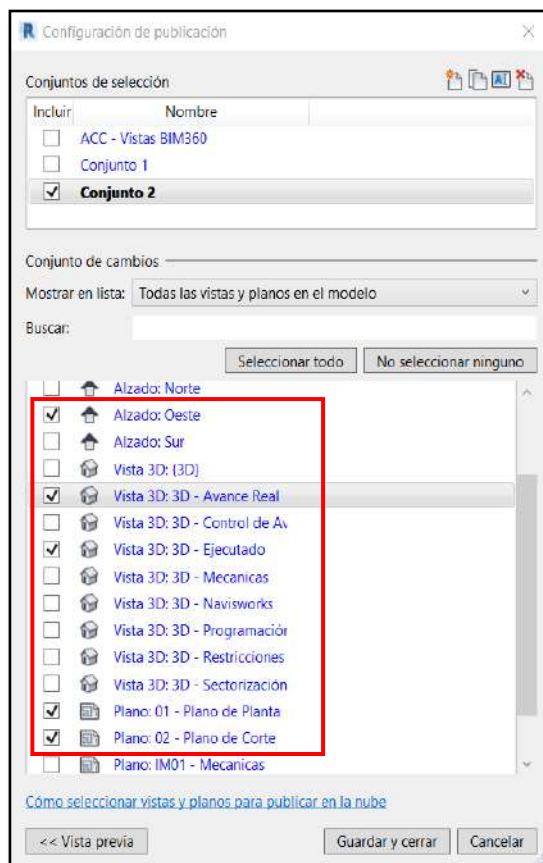 Configuración de publicación
Conjuntos de selección
Incluir Nombre
ACC - Vistas BIM360
Conjunto 1
Conjunto 2
Conjunto de cambios
Mostrar en lista: Todas las vistas y planos en el modelo
Buscar:
Seleccionar todo No seleccionar ninguno
Alzado: Norte
Alzado: Oeste
Alzado: Sur
Vista 3D: {3D}
Vista 3D: 3D - Avance Real
Vista 3D: 3D - Control de Av
Vista 3D: 3D - Ejecutado
Vista 3D: 3D - Mecanicas
Vista 3D: 3D - Navisworks
Vista 3D: 3D - Programación
Vista 3D: 3D - Restricciones
Vista 3D: 3D - Sectorización
Plano: 01 - Plano de Planta
Plano: 02 - Plano de Corte
Plano: IM01 - Mecanicas
Cómo seleccionar vistas y planos para publicar en la nube
<< Vista previa Guardar y cerrar Cancelar